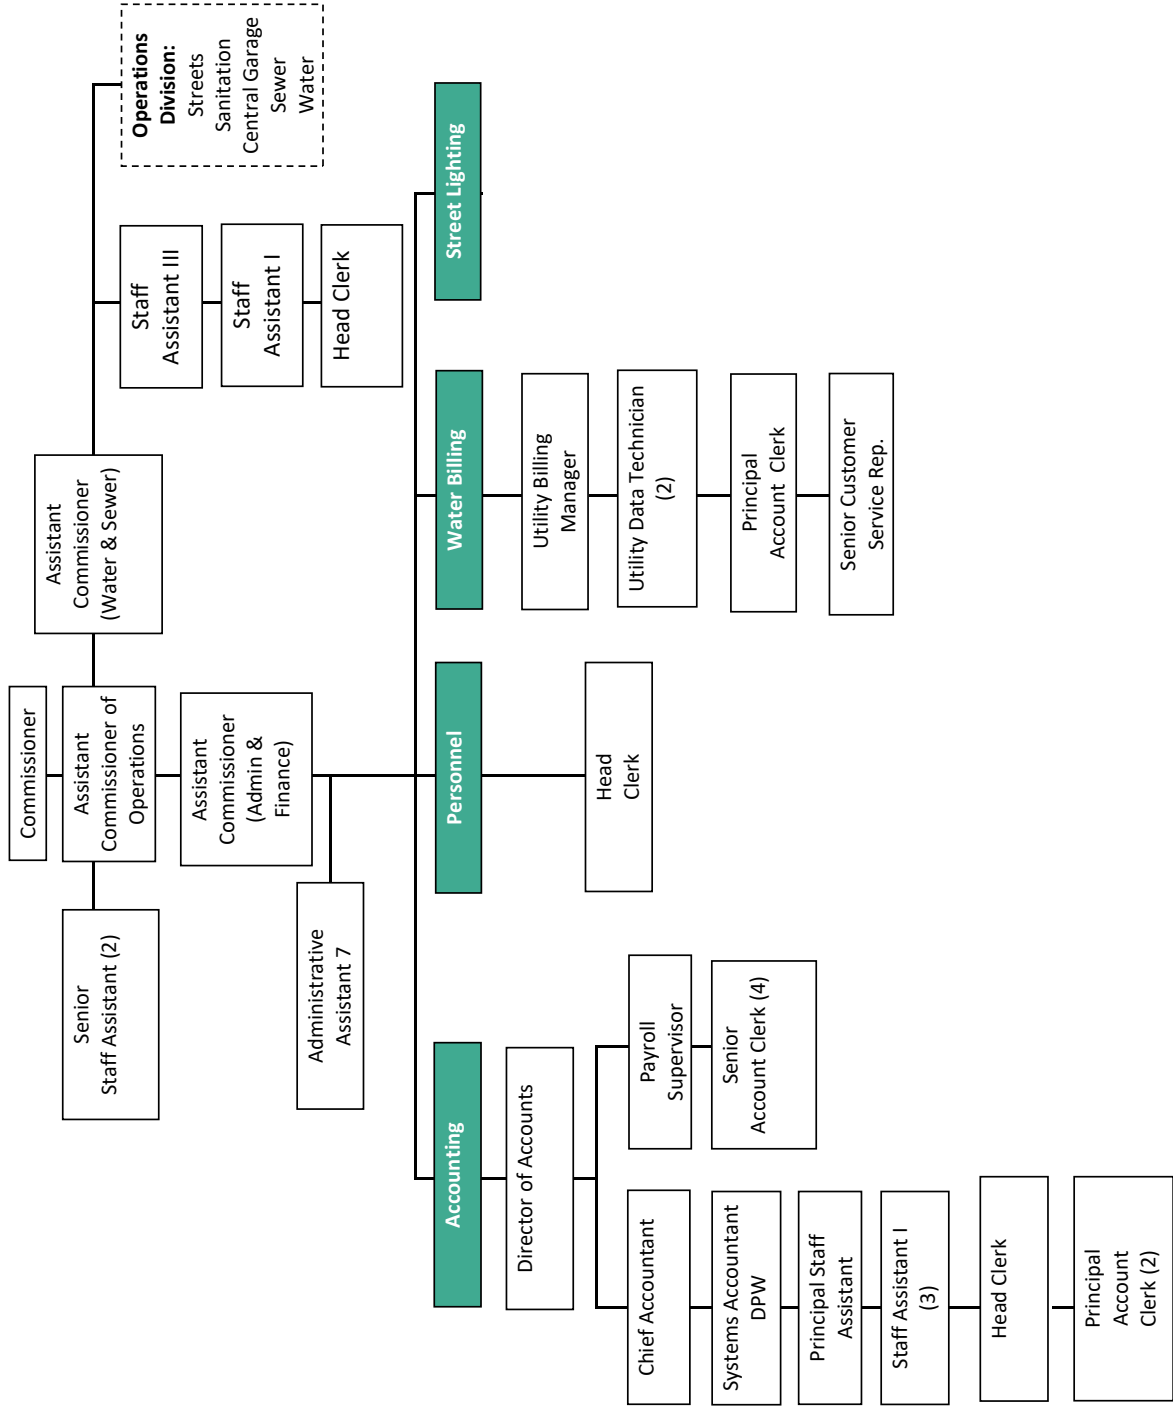 Commissioner
Assistant
Commissioner of
Operations
Senior
Staff Assistant (2)
Assistant
Commissioner
(Water & Sewer)
Operations
Division:
Streets
Sanitation
Central Garage
Sewer
Water
Staff
Assistant III
Staff
Assistant I
Head Clerk
Assistant
Commissioner
(Admin &
Finance)
Administrative
Assistant 7
Accounting
Director of Accounts
Chief Accountant
Systems Accountant
DPW
Principal Staff
Assistant
Staff Assistant I
(3)
Head Clerk
Principal
Account
Clerk (2)
Payroll
Supervisor
Senior
Account Clerk (4)
Personnel
Head
Clerk
Water Billing
Utility Billing
Manager
Utility Data Technician
(2)
Principal
Account Clerk
Senior Customer
Service Rep.
Street Lighting